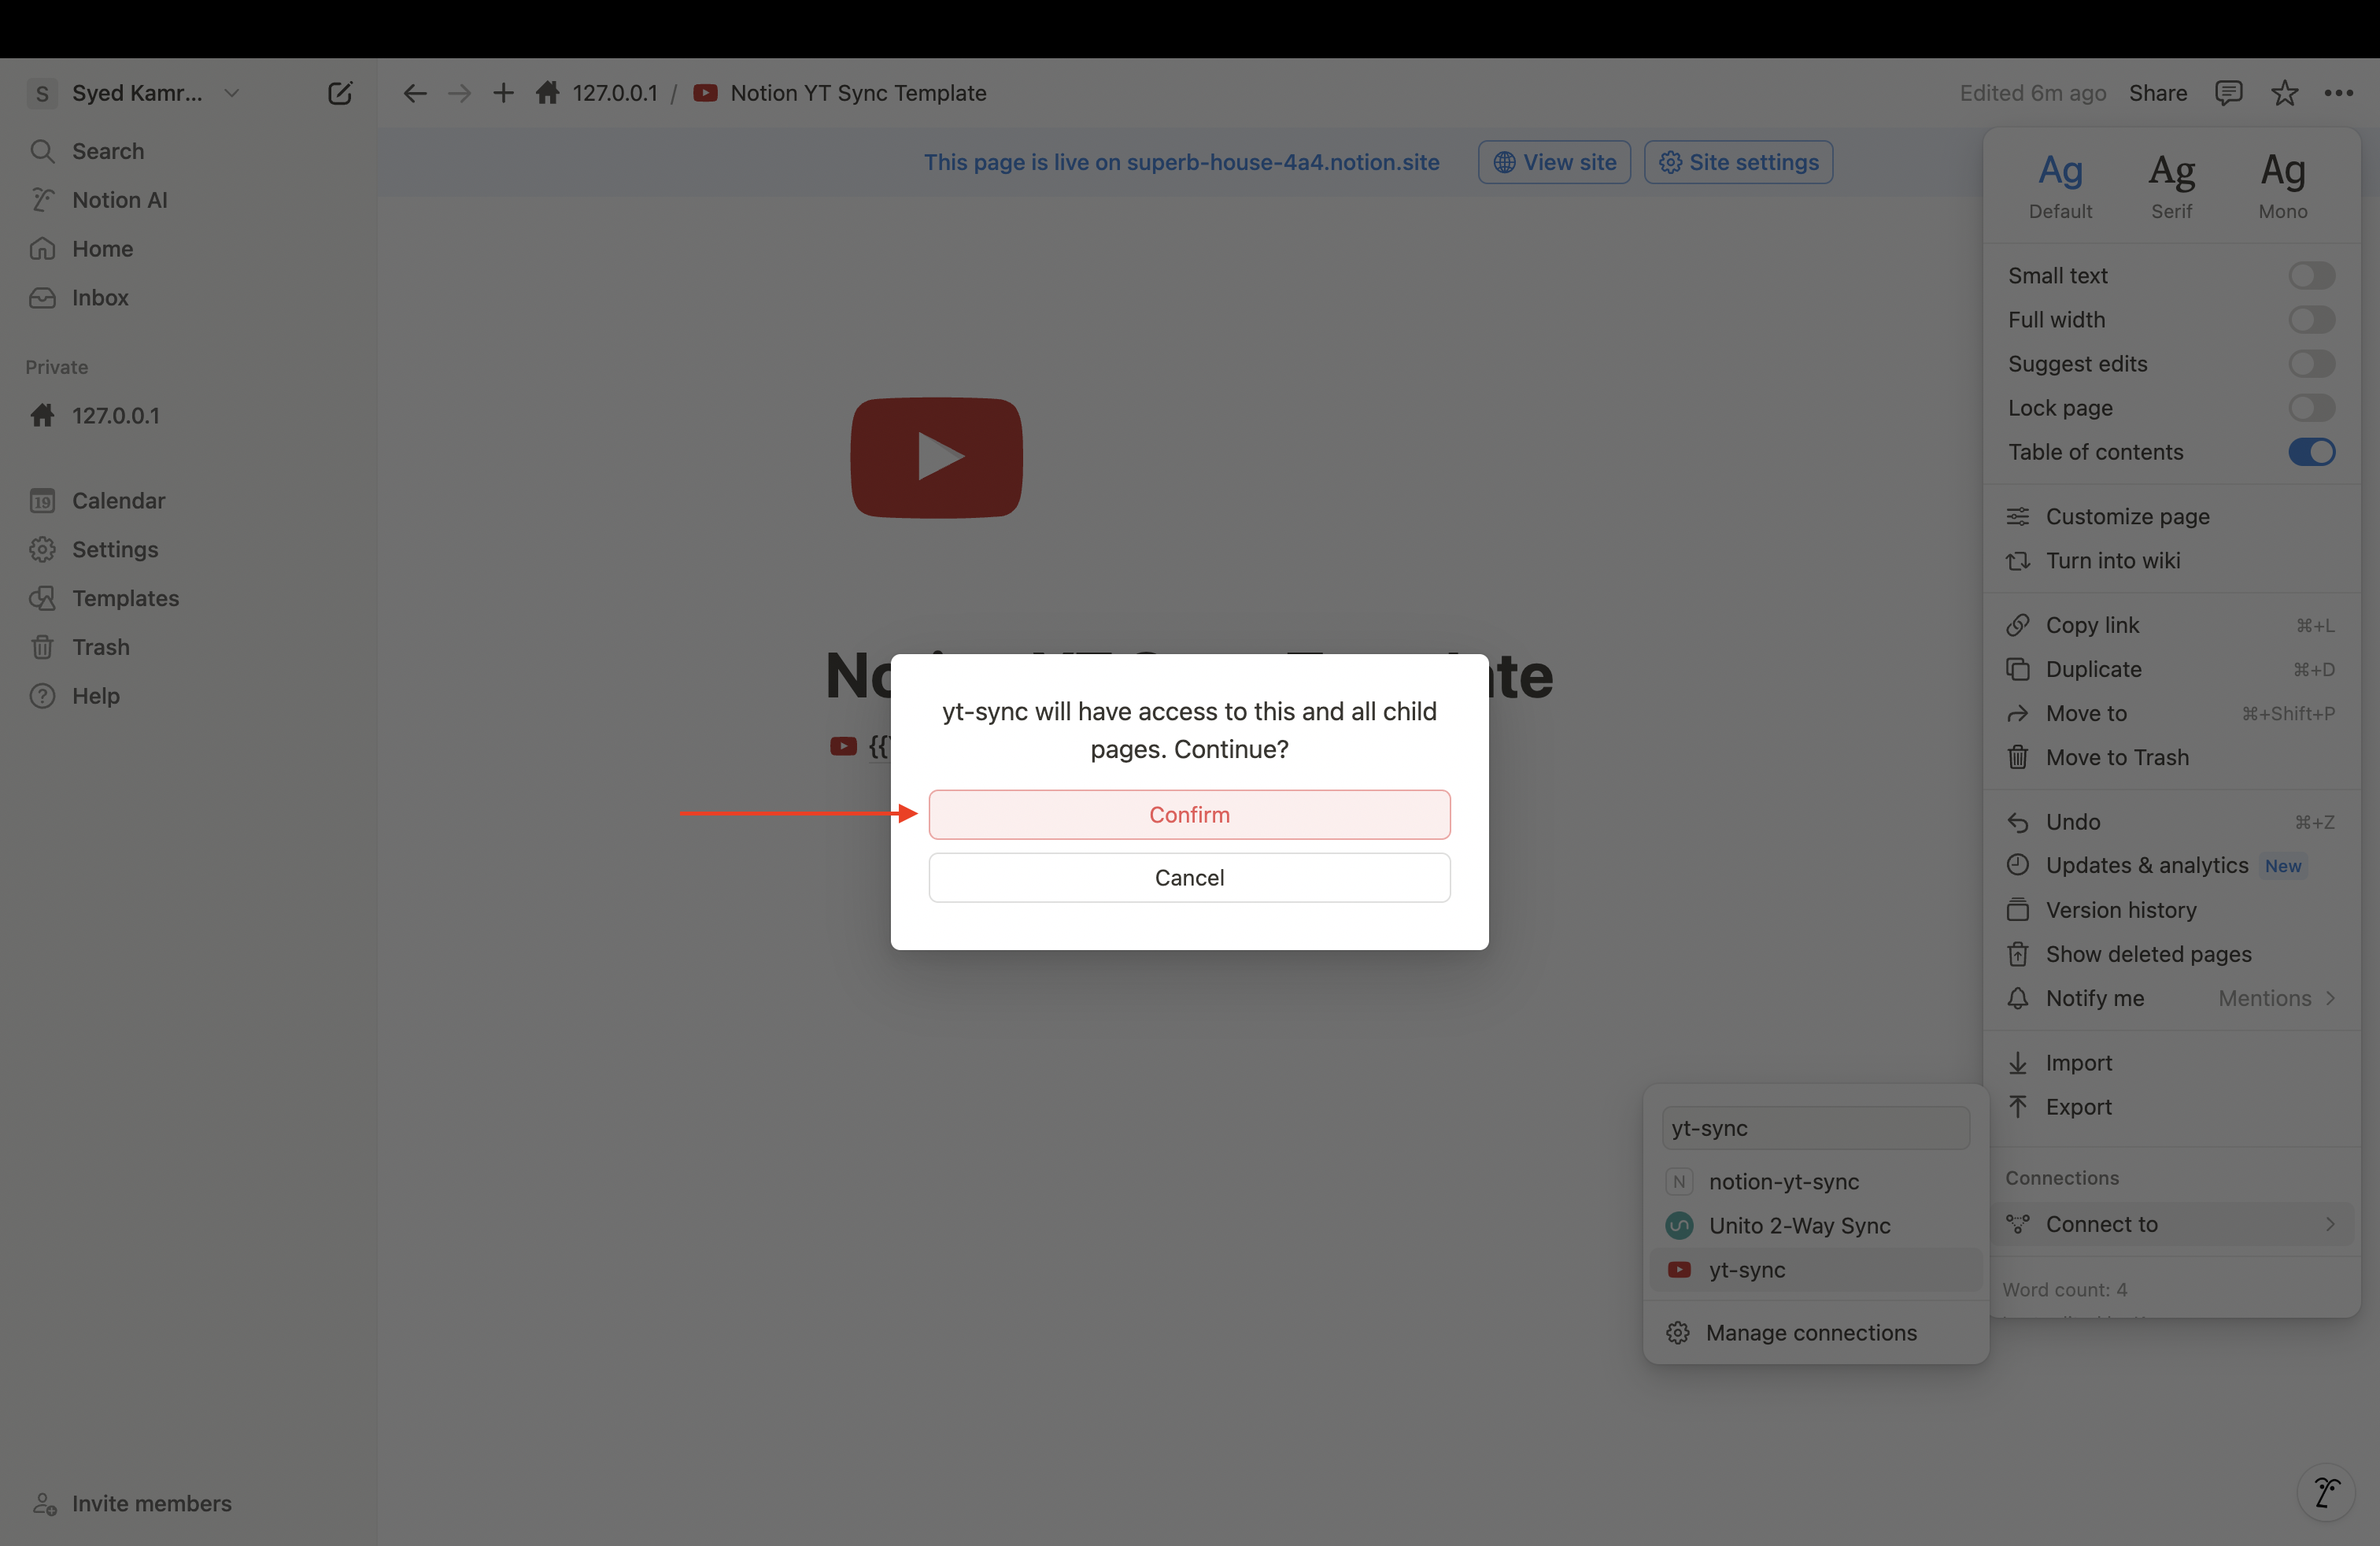 S Syed Kamr...
Search
Notion AI
Home
Inbox
Private
127.0.0.1
19 Calendar
Settings
Templates
Trash
Help
Invite members
127.0.0.1 / Notion YT Sync Template
Edited 6m ago Share
This page is live on superb-house-4a4.notion.site View site Site settings
{{
yt-sync will have access to this and all child
pages. Continue?
Confirm
Cancel
Ag Ag Ag
Default Serif Mono
Small text
Full width
Suggest edits
Lock page
Table of contents
Customize page
Turn into wiki
Copy link ⌘+L
Duplicate ⌘+D
Move to ⌘+Shift+P
Move to Trash
Undo ⌘+Z
Updates & analytics New
Version history
Show deleted pages
Notify me Mentions
Import
Export
Connections
Connect to
Word count: 4
yt-sync
N notion-yt-sync
Unito 2-Way Sync
yt-sync
Manage connections